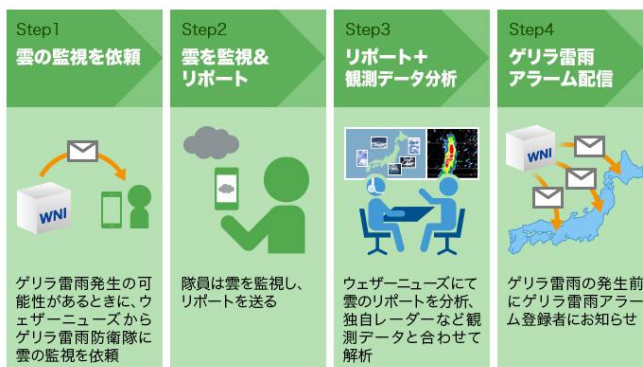 Step1
雲の監視を依頼
WNI
ゲリラ雷雨発生の可
能性があるときに、ウ
ェザーニューズから
ゲリラ雷雨防衛隊に
雲の監視を依頼
Step2
雲を監視&
リポート
隊員は雲を監視し、
リポートを送る
Step3
リポート＋
観測データ分析
ウェザーニューズにて
雲のリポートを分析、
独自レーダーなど観
測データと合わせて
解析
Step4
ゲリラ雷雨
アラーム配信
WNI
ゲリラ雷雨の発生前
にゲリラ雷雨アラー
ム登録者にお知らせ